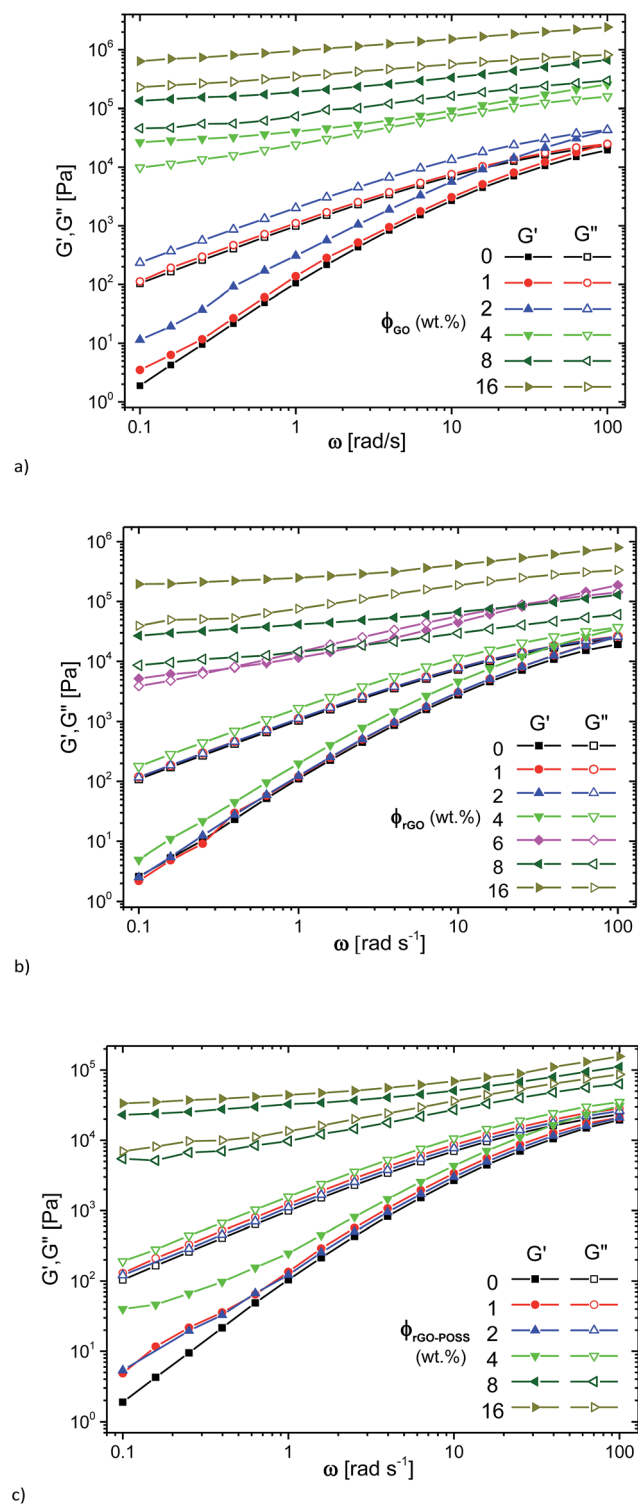 10⁶
10⁵
10⁴
10³
10²
10¹
10⁰
G',G" [Pa]
G' G"
0
1
2
4
8
16
ϕGO (wt.%)
0.1 1 10 100
ω [rad/s]
a)
10⁶
10⁵
10⁴
10³
10²
10¹
10⁰
G',G" [Pa]
G' G"
0
1
2
4
6
8
16
ϕrGO (wt.%)
0.1 1 10 100
ω [rad s⁻¹]
b)
10⁵
10⁴
10³
10²
10¹
10⁰
G',G" [Pa]
G' G"
0
1
2
4
8
16
ϕrGO-POSS
(wt.%)
0.1 1 10 100
ω [rad s⁻¹]
c)